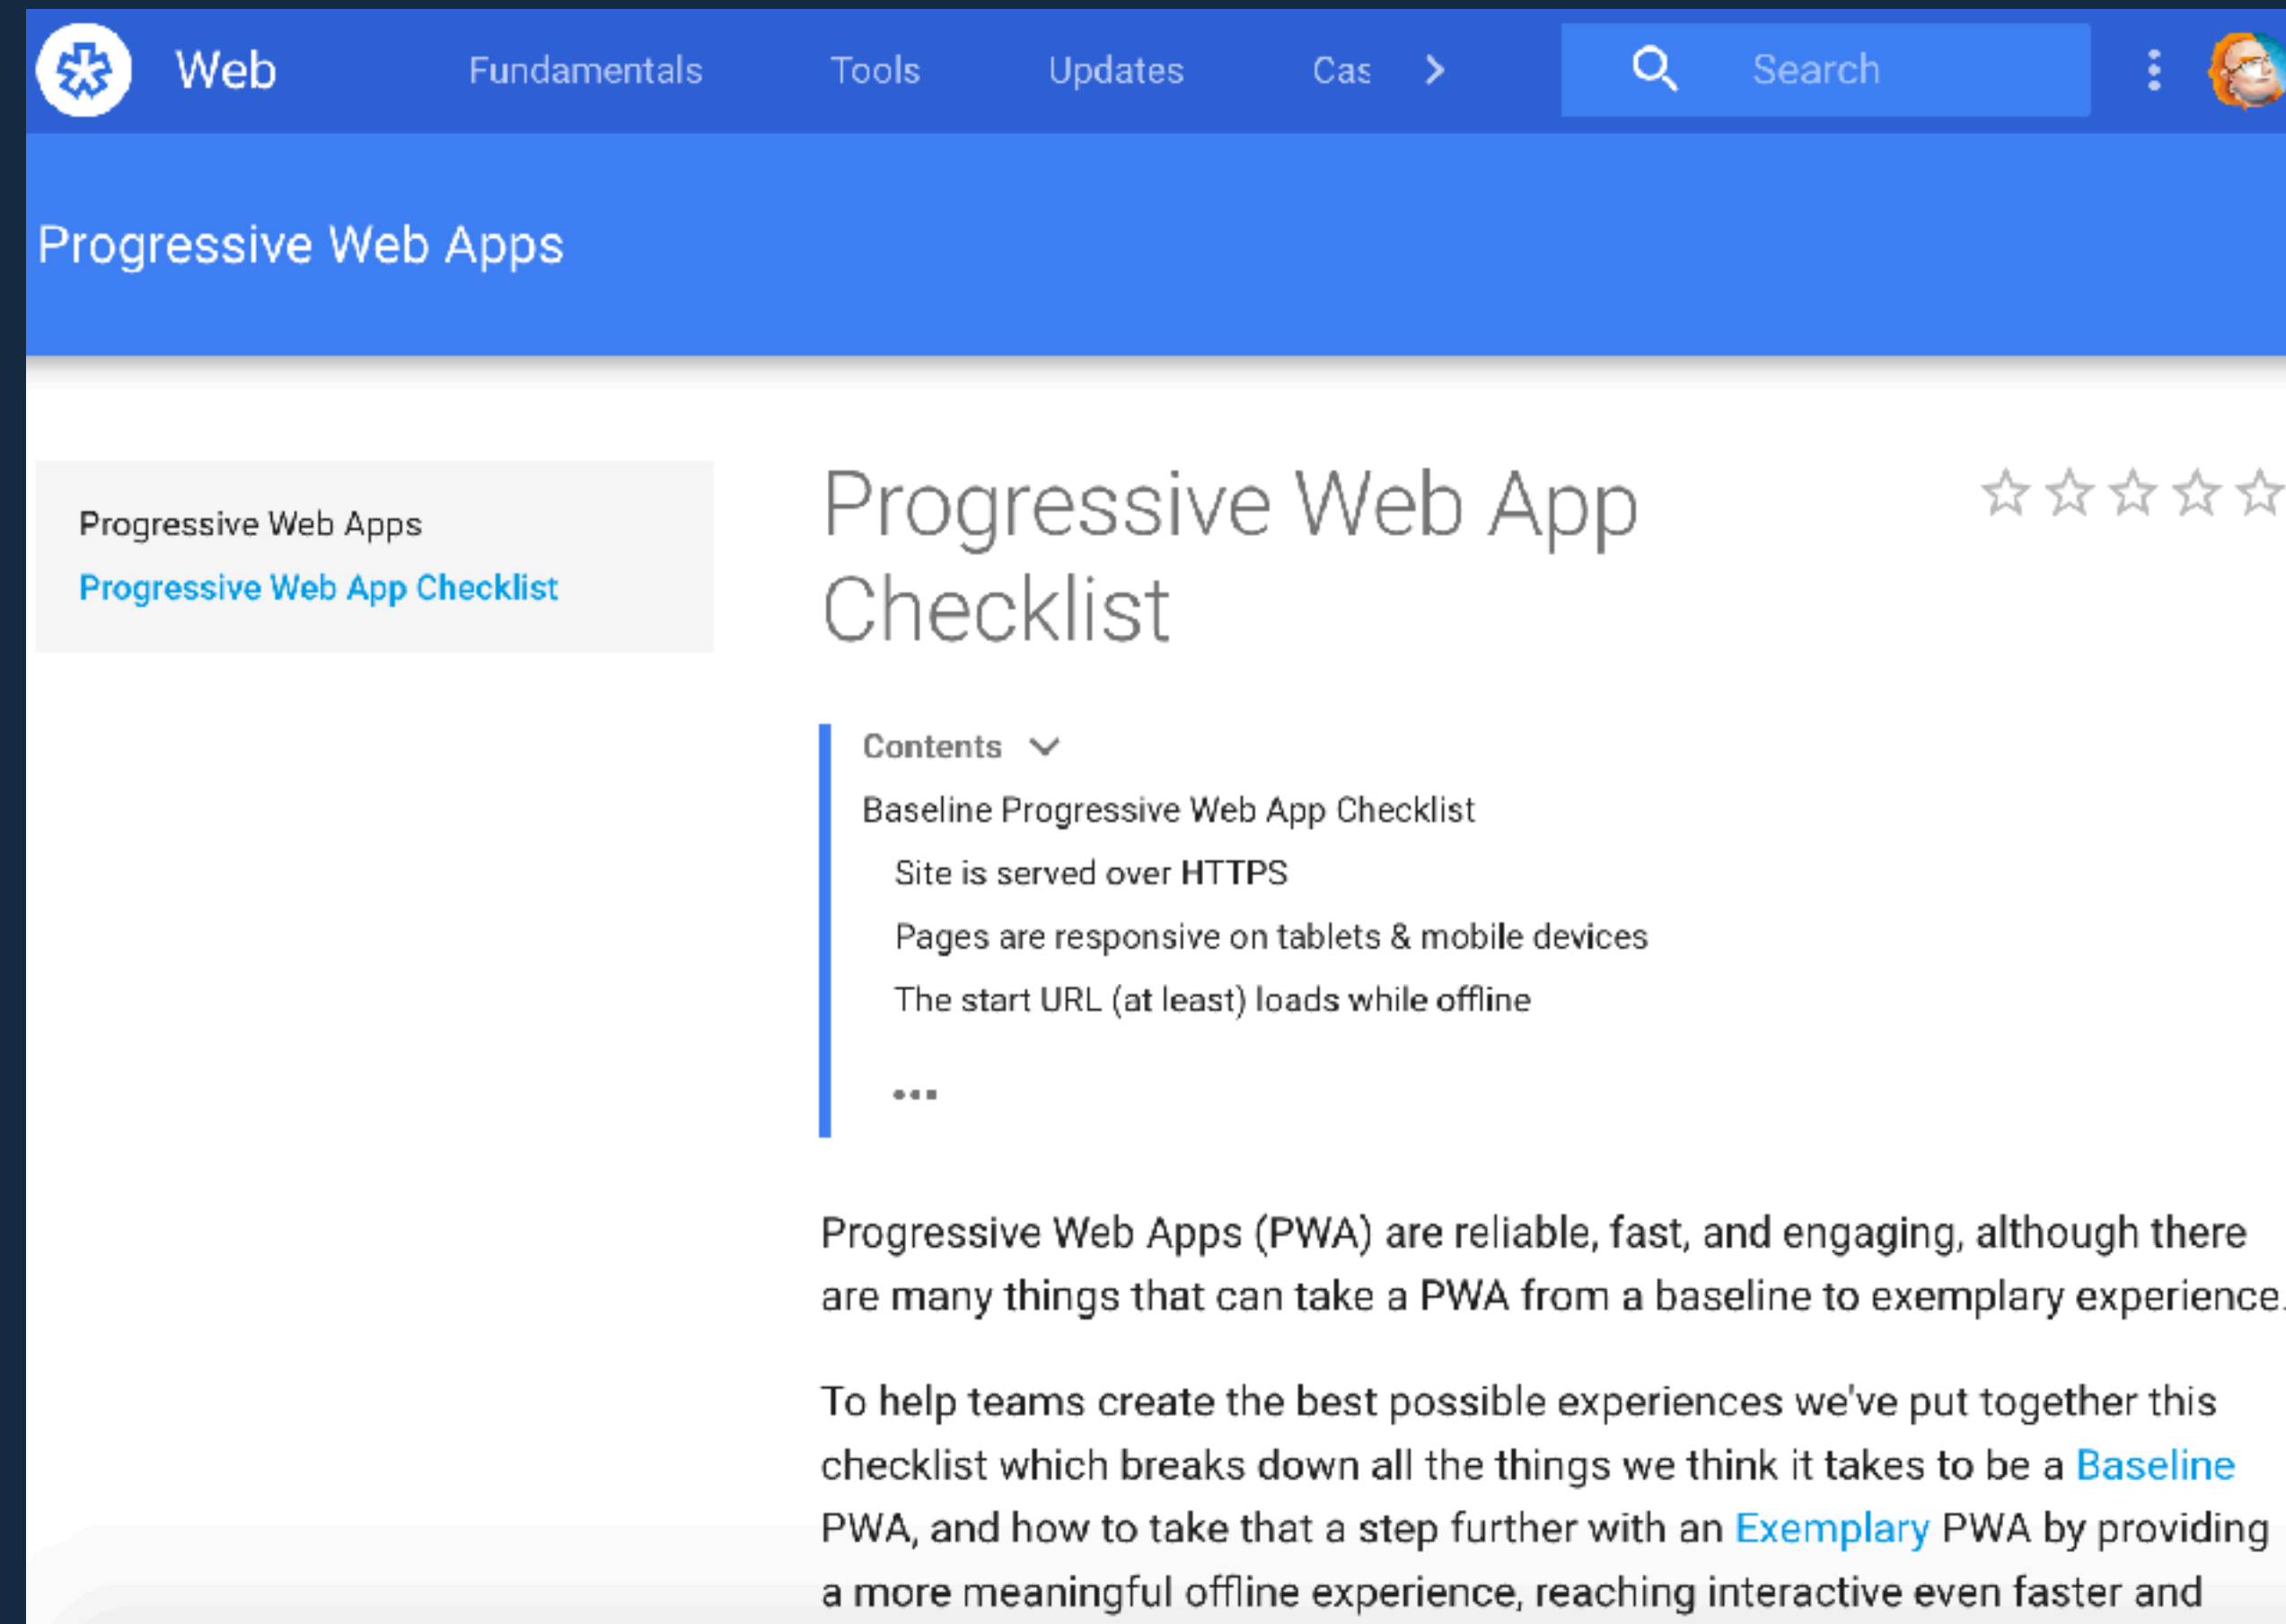 Web Fundamentals Tools Updates Cas Search
Progressive Web Apps
Progressive Web Apps
Progressive Web App Checklist
Progressive Web App
Checklist
Contents
Baseline Progressive Web App Checklist
Site is served over HTTPS
Pages are responsive on tablets & mobile devices
The start URL (at least) loads while offline
...
Progressive Web Apps (PWA) are reliable, fast, and engaging, although there
are many things that can take a PWA from a baseline to exemplary experience.
To help teams create the best possible experiences we've put together this
checklist which breaks down all the things we think it takes to be a Baseline
PWA, and how to take that a step further with an Exemplary PWA by providing
a more meaningful offline experience, reaching interactive even faster and